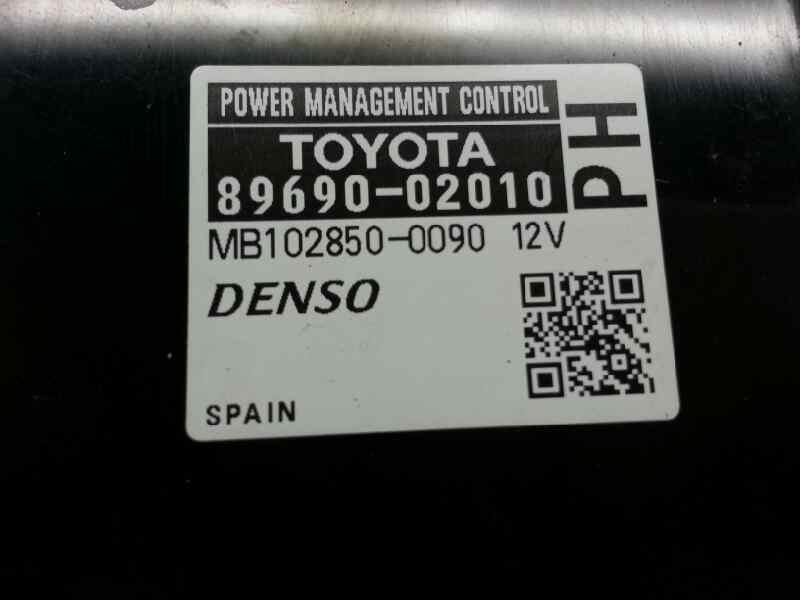 POWER MANAGEMENT CONTROL
TOYOTA
89690-02010
PH
MB102850-0090 12V
DENSO
SPAIN